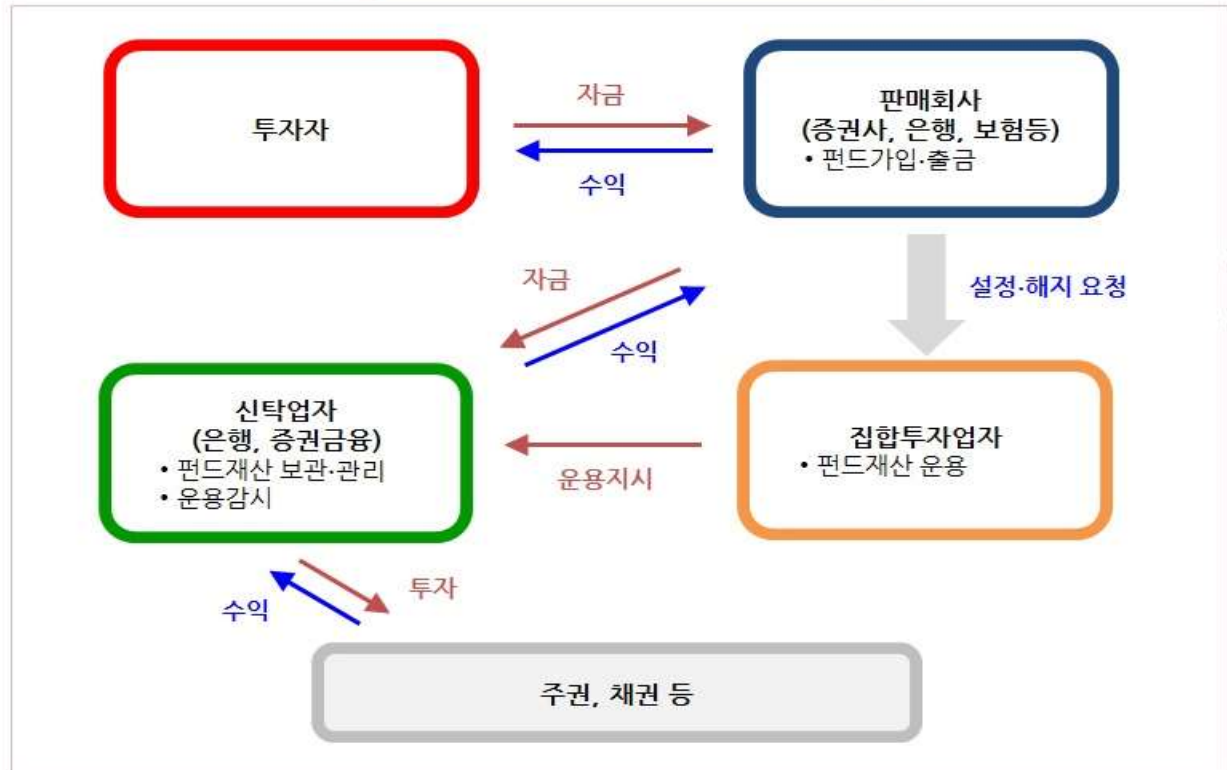 투자자
자금
수익
판매회사
(증권사, 은행, 보험등)
• 펀드가입·출금
자금
수익
설정·해지 요청
신탁업자
(은행, 증권금융)
• 펀드재산 보관·관리
• 운용감시
운용지시
집합투자업자
• 펀드재산 운용
수익
투자
주권, 채권 등